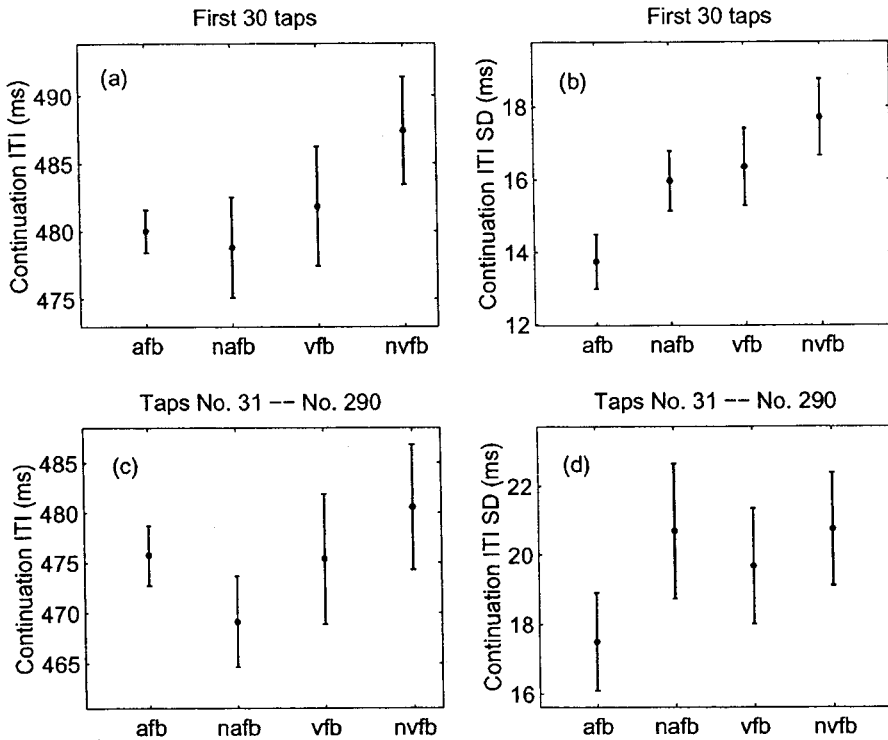 First 30 taps
(a)
Continuation ITI (ms)
490
485
480
475
afb nafb vfb nvfb
First 30 taps
(b)
Continuation ITI SD (ms)
18
16
14
12
afb nafb vfb nvfb
Taps No. 31 −− No. 290
(c)
Continuation ITI (ms)
485
480
475
470
465
afb nafb vfb nvfb
Taps No. 31 −− No. 290
(d)
Continuation ITI SD (ms)
22
20
18
16
afb nafb vfb nvfb